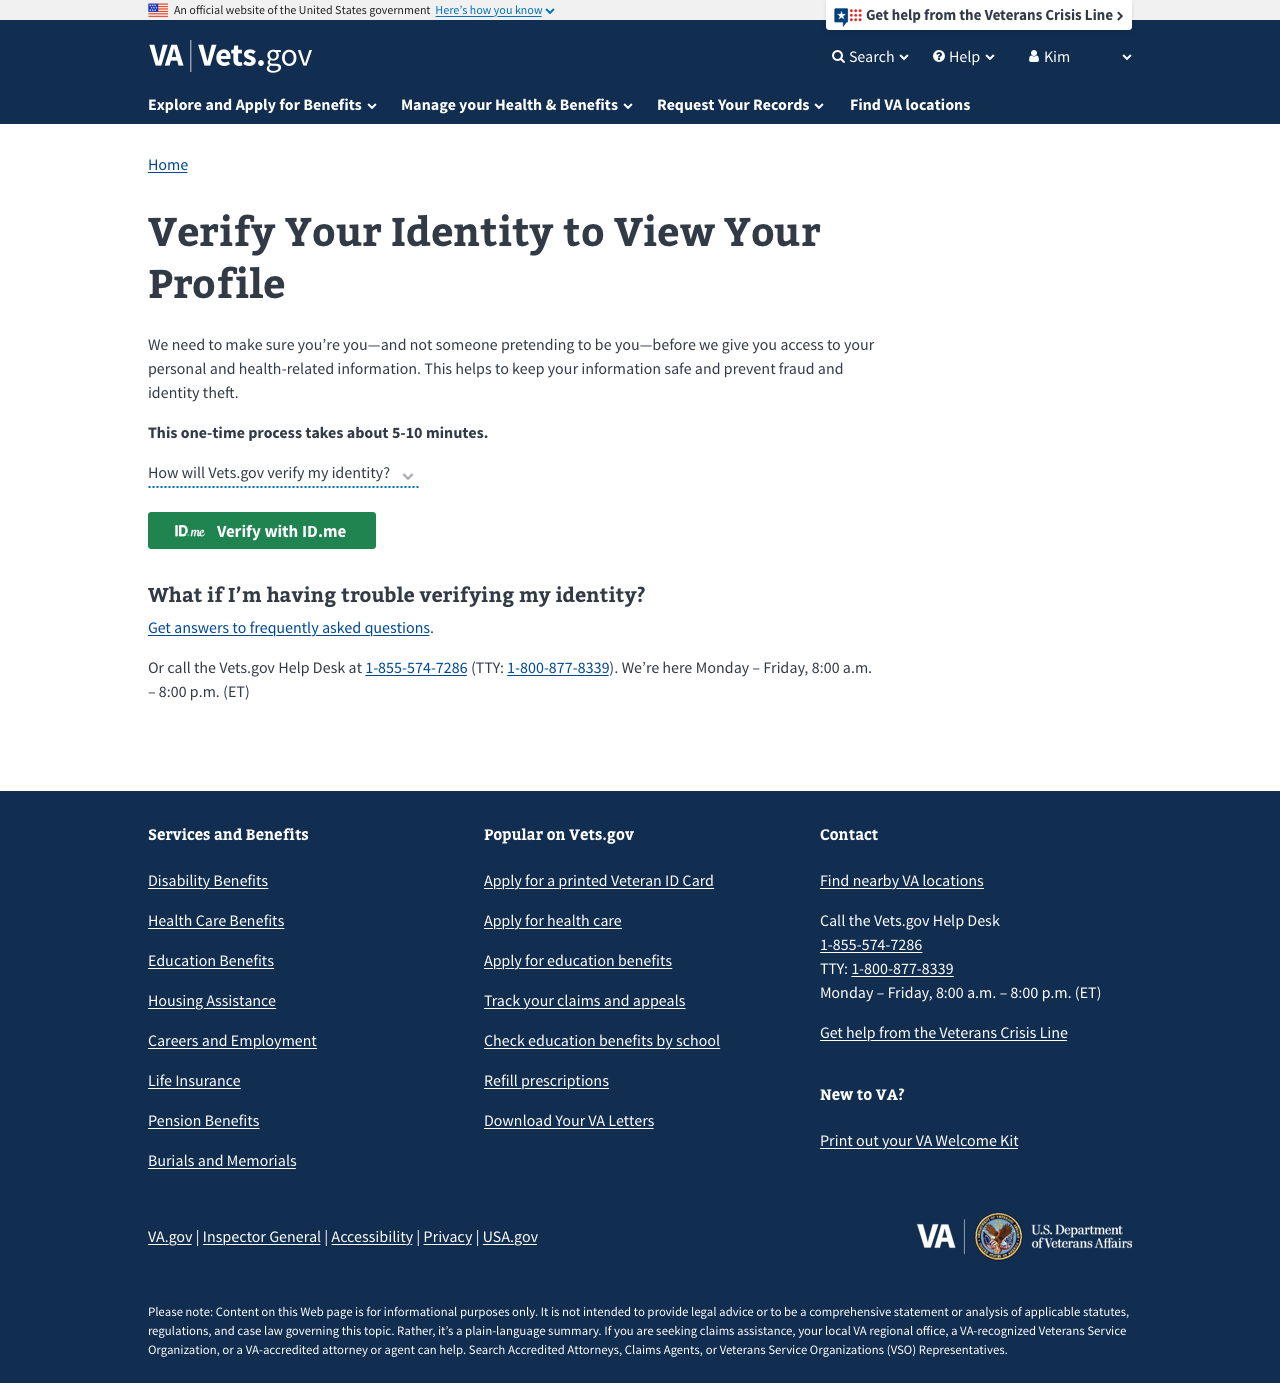 An official website of the United States government Here’s how you know
Get help from the Veterans Crisis Line
VA | Vets.gov
Search Help Kim
Explore and Apply for Benefits Manage your Health & Benefits Request Your Records Find VA locations
Home
Verify Your Identity to View Your
Profile
We need to make sure you’re you—and not someone pretending to be you—before we give you access to your
personal and health-related information. This helps to keep your information safe and prevent fraud and
identity theft.
This one-time process takes about 5-10 minutes.
How will Vets.gov verify my identity?
ID.me Verify with ID.me
What if I’m having trouble verifying my identity?
Get answers to frequently asked questions.
Or call the Vets.gov Help Desk at 1-855-574-7286 (TTY: 1-800-877-8339). We’re here Monday – Friday, 8:00 a.m.
– 8:00 p.m. (ET)
Services and Benefits
Disability Benefits
Health Care Benefits
Education Benefits
Housing Assistance
Careers and Employment
Life Insurance
Pension Benefits
Burials and Memorials
Popular on Vets.gov
Apply for a printed Veteran ID Card
Apply for health care
Apply for education benefits
Track your claims and appeals
Check education benefits by school
Refill prescriptions
Download Your VA Letters
Contact
Find nearby VA locations
Call the Vets.gov Help Desk
1-855-574-7286
TTY: 1-800-877-8339
Monday – Friday, 8:00 a.m. – 8:00 p.m. (ET)
Get help from the Veterans Crisis Line
New to VA?
Print out your VA Welcome Kit
VA.gov | Inspector General | Accessibility | Privacy | USA.gov
VA
U.S. Department
of Veterans Affairs
Please note: Content on this Web page is for informational purposes only. It is not intended to provide legal advice or to be a comprehensive statement or analysis of applicable statutes,
regulations, and case law governing this topic. Rather, it’s a plain-language summary. If you are seeking claims assistance, your local VA regional office, a VA-recognized Veterans Service
Organization, or a VA-accredited attorney or agent can help. Search Accredited Attorneys, Claims Agents, or Veterans Service Organizations (VSO) Representatives.